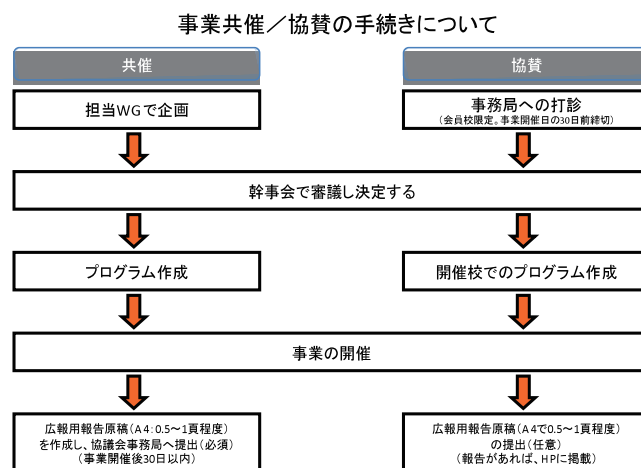 事業共催／協賛の手続きについて
共催
協賛
担当WGで企画
事務局への打診
(会員校限定。事業開催日の30日前締切)
幹事会で審議し決定する
プログラム作成
開催校でのプログラム作成
事業の開催
広報用報告原稿(A4：0.5～1頁程度)
を作成し、協議会事務局へ提出(必須)
(事業開催後30日以内)
広報用報告原稿(A4で0.5～1頁程度)
の提出(任意)
(報告があれば、HPに掲載)